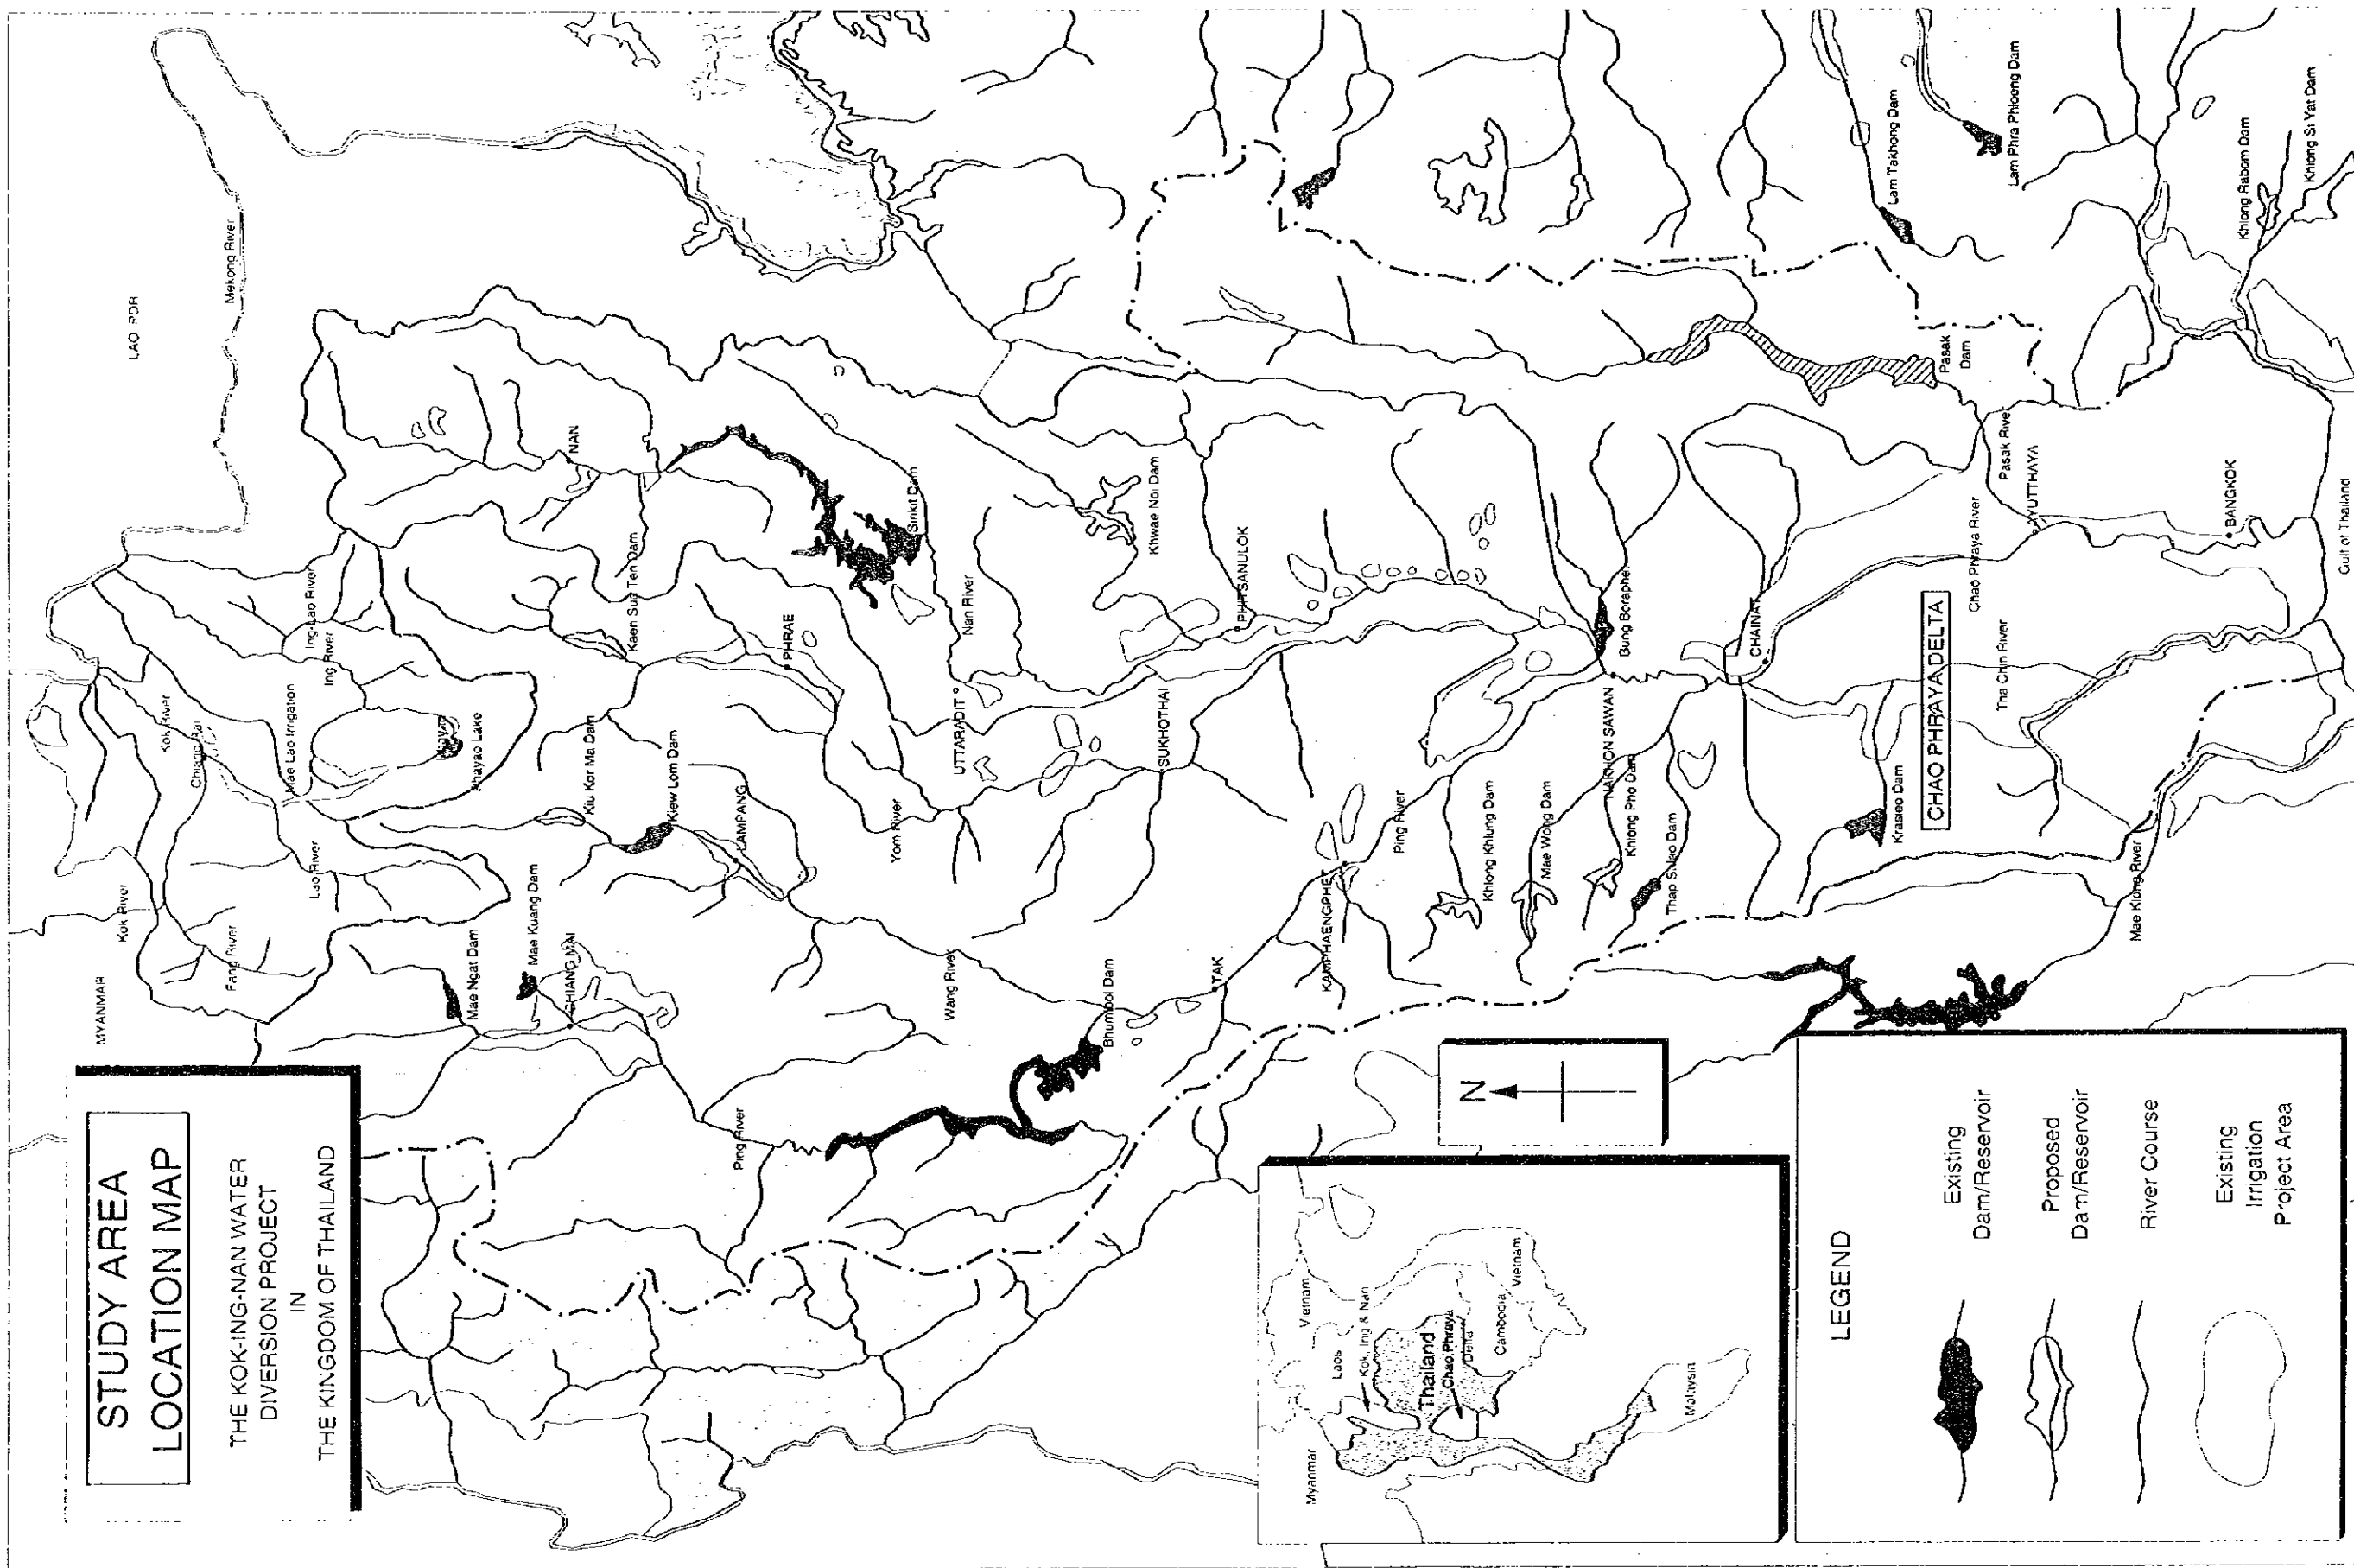 STUDY AREA
LOCATION MAP
THE KOK-ING-NAN WATER
DIVERSION PROJECT
IN
THE KINGDOM OF THAILAND
MYANMAR
LAO PDR
Mekong River
Kok River
Kok River
Fang River
Lao River
Mae Lao Irrigation
Ing River
Ing-Lao River
Phayao Lake
Mae Ngat Dam
Mae Kuang Dam
CHIANG MAI
Kiu Kor Ma Dam
Kiew Lom Dam
LAMPANG
Kaen Sua Ten Dam
NAN
PHRAE
Sirikit Dam
Ping River
Wang River
Yom River
UTTARADIT
Nan River
Bhumibol Dam
TAK
SUKHOTHAI
PHITSANULOK
Khwae Noi Dam
KAMPHAENGPHET
Ping River
Khlong Khlung Dam
Mae Wong Dam
Khlong Pho Dam
NAKHON SAWAN
Bung Boraphet
Thap Salao Dam
CHAINAT
Krasieo Dam
CHAO PHRAYA DELTA
Chao Phraya River
Tha Chin River
Mae Klong River
Pasak
Dam
Pasak River
AYUTTHAYA
BANGKOK
Gulf of Thailand
Lam Takhong Dam
Lam Phra Phloeng Dam
Khlong Rabom Dam
Khlong Si Yat Dam
N
Myanmar
Laos
Vietnam
Kok, Ing & Nan
Thailand
Chao Phraya
Delta
Cambodia
Vietnam
Malaysia
LEGEND
Existing
Dam/Reservoir
Proposed
Dam/Reservoir
River Course
Existing
Irrigation
Project Area